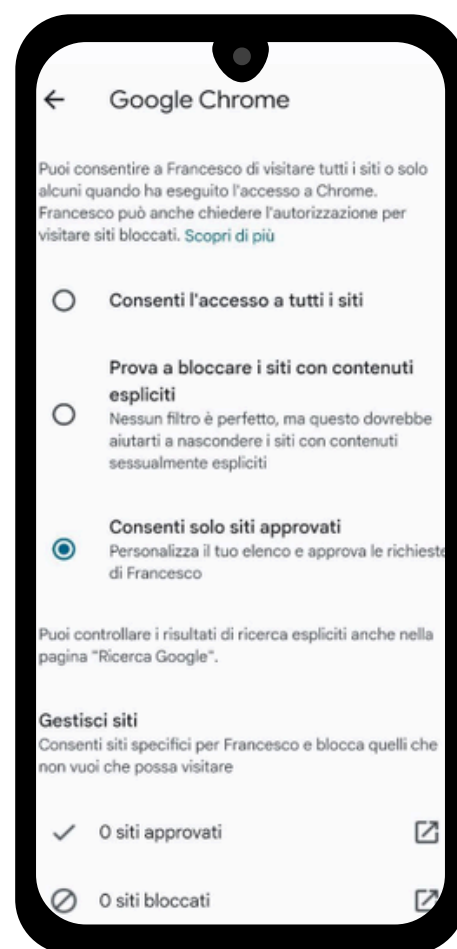 Google Chrome
Puoi consentire a Francesco di visitare tutti i siti o solo
alcuni quando ha eseguito l'accesso a Chrome.
Francesco può anche chiedere l'autorizzazione per
visitare siti bloccati. Scopri di più
Consenti l'accesso a tutti i siti
Prova a bloccare i siti con contenuti
espliciti
Nessun filtro è perfetto, ma questo dovrebbe
aiutarti a nascondere i siti con contenuti
sessualmente espliciti
Consenti solo siti approvati
Personalizza il tuo elenco e approva le richieste
di Francesco
Puoi controllare i risultati di ricerca espliciti anche nella
pagina "Ricerca Google".
Gestisci siti
Consenti siti specifici per Francesco e blocca quelli che
non vuoi che possa visitare
0 siti approvati
0 siti bloccati